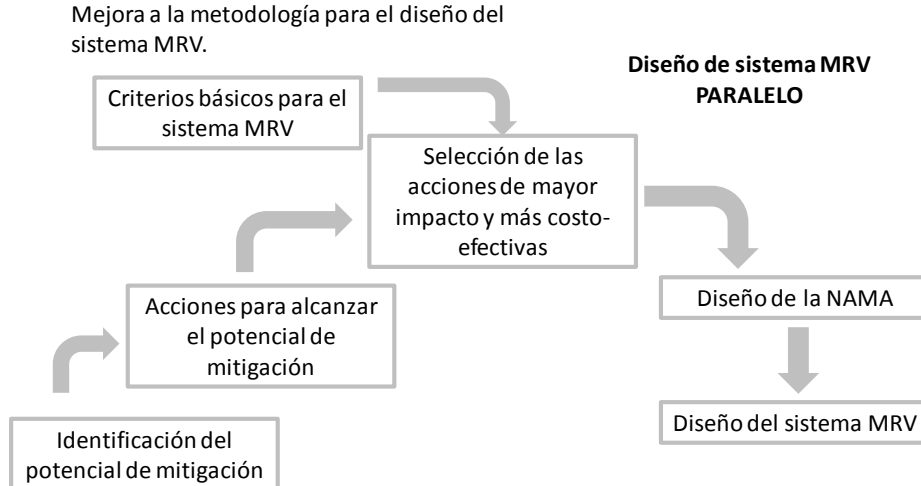 Mejora a la metodología para el diseño del
sistema MRV.
Diseño de sistema MRV
PARALELO
Criterios básicos para el
sistema MRV
Selección de las
acciones de mayor
impacto y más costo-
efectivas
Acciones para alcanzar
el potencial de
mitigación
Identificación del
potencial de mitigación
Diseño de la NAMA
Diseño del sistema MRV